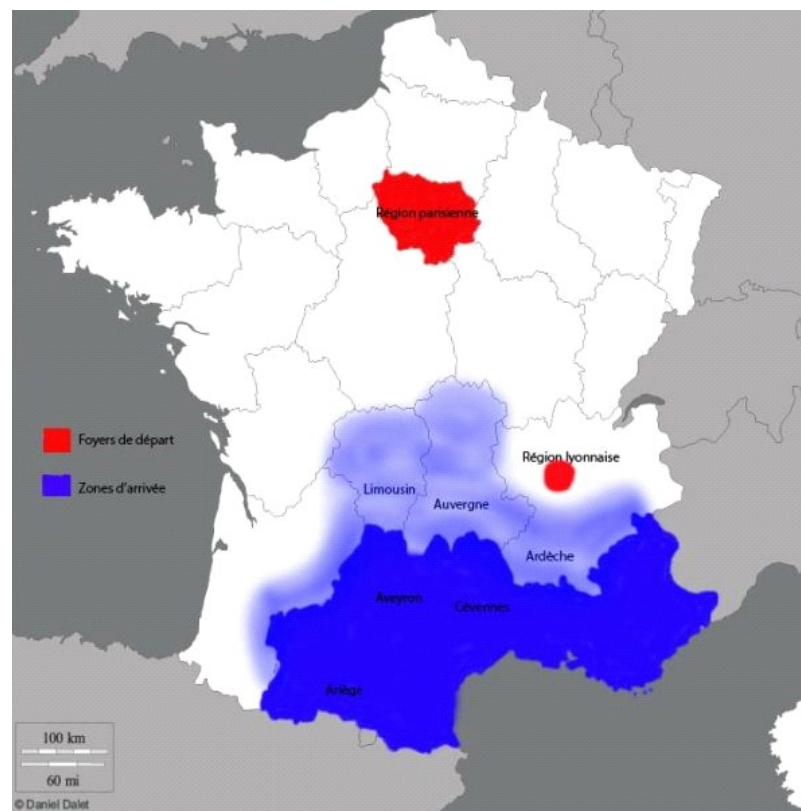 Région parisienne
Foyers de départ
Zones d'arrivée
Région lyonnaise
Limousin
Auvergne
Ardèche
Aveyron
Cévennes
Ariège
100 km
60 mi
© Daniel Dalet